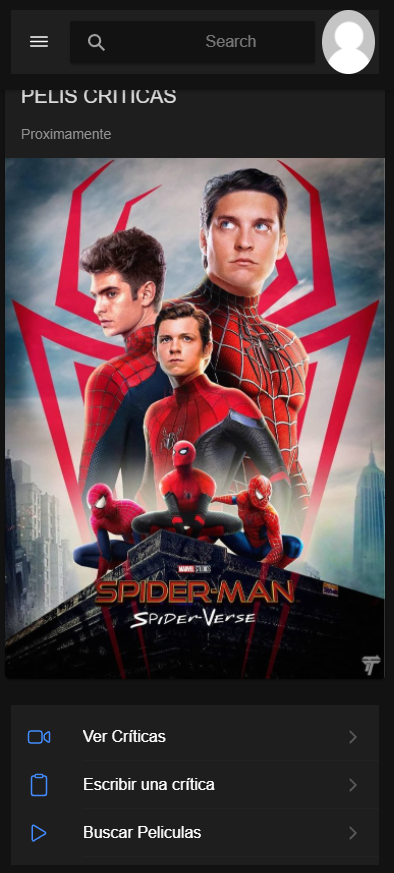 Search
PELIS CRITICAS
Proximamente
MARVEL STUDIOS
SPIDER-MAN
SPIDER-VERSE
Ver Críticas
Escribir una crítica
Buscar Peliculas